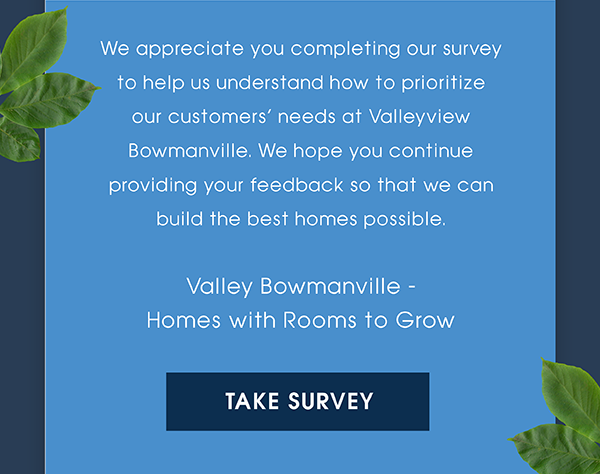 We appreciate you completing our survey
to help us understand how to prioritize
our customers’ needs at Valleyview
Bowmanville. We hope you continue
providing your feedback so that we can
build the best homes possible.
Valley Bowmanville -
Homes with Rooms to Grow
TAKE SURVEY